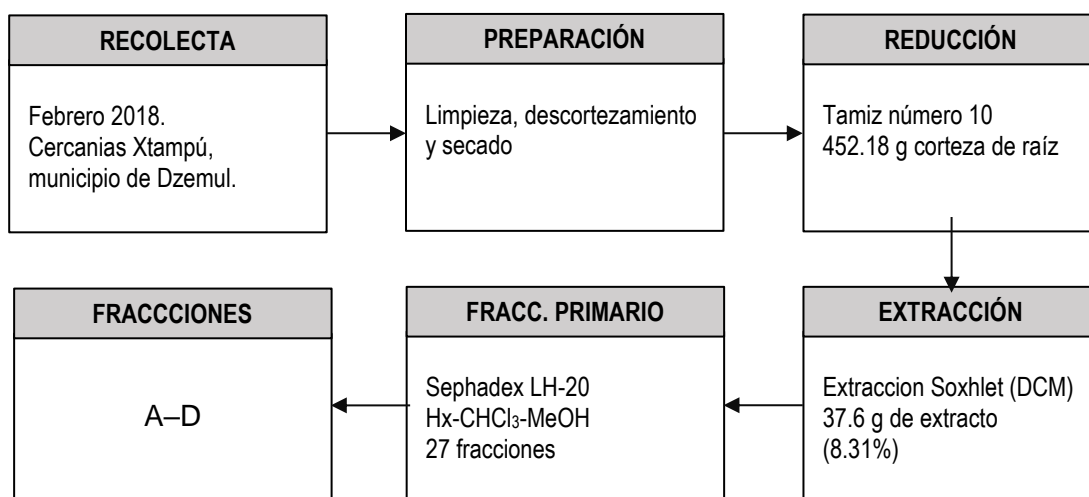 RECOLECTA
Febrero 2018.
Cercanias Xtampú,
municipio de Dzemul.
PREPARACIÓN
Limpieza, descortezamiento
y secado
REDUCCIÓN
Tamiz número 10
452.18 g corteza de raíz
EXTRACCIÓN
Extraccion Soxhlet (DCM)
37.6 g de extracto
(8.31%)
FRACC. PRIMARIO
Sephadex LH-20
Hx-CHCl₃-MeOH
27 fracciones
FRACCCIONES
A–D